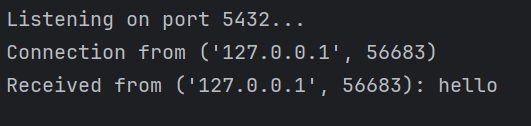 Listening on port 5432...
Connection from ('127.0.0.1', 56683)
Received from ('127.0.0.1', 56683): hello